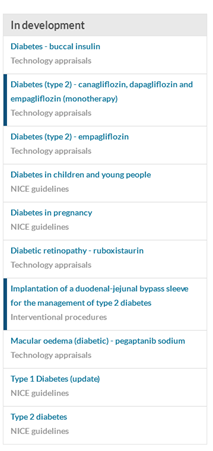 In development
Diabetes - buccal insulin
Technology appraisals
Diabetes (type 2) - canagliflozin, dapagliflozin and
empagliflozin (monotherapy)
Technology appraisals
Diabetes (type 2) - empagliflozin
Technology appraisals
Diabetes in children and young people
NICE guidelines
Diabetes in pregnancy
NICE guidelines
Diabetic retinopathy - ruboxistaurin
Technology appraisals
Implantation of a duodenal-jejunal bypass sleeve
for the management of type 2 diabetes
Interventional procedures
Macular oedema (diabetic) - pegaptanib sodium
Technology appraisals
Type 1 Diabetes (update)
NICE guidelines
Type 2 diabetes
NICE guidelines